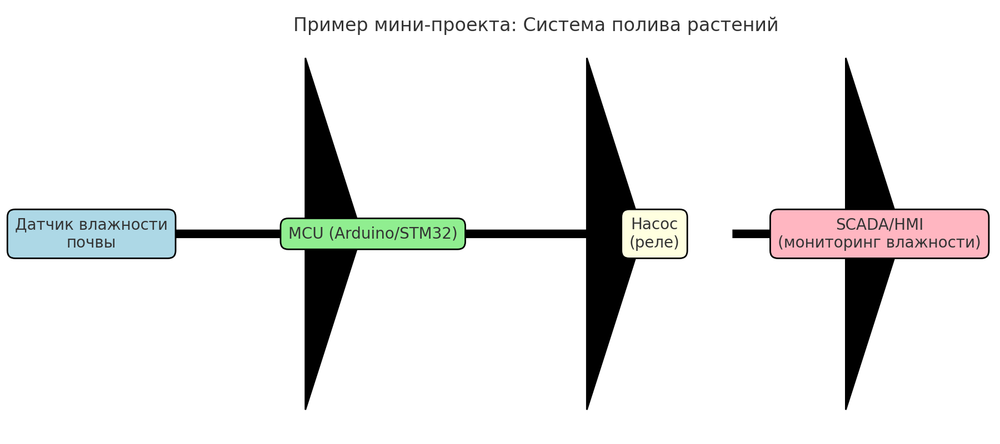 Пример мини-проекта: Система полива растений
Датчик влажности
почвы
MCU (Arduino/STM32)
Насос
(реле)
SCADA/HMI
(мониторинг влажности)